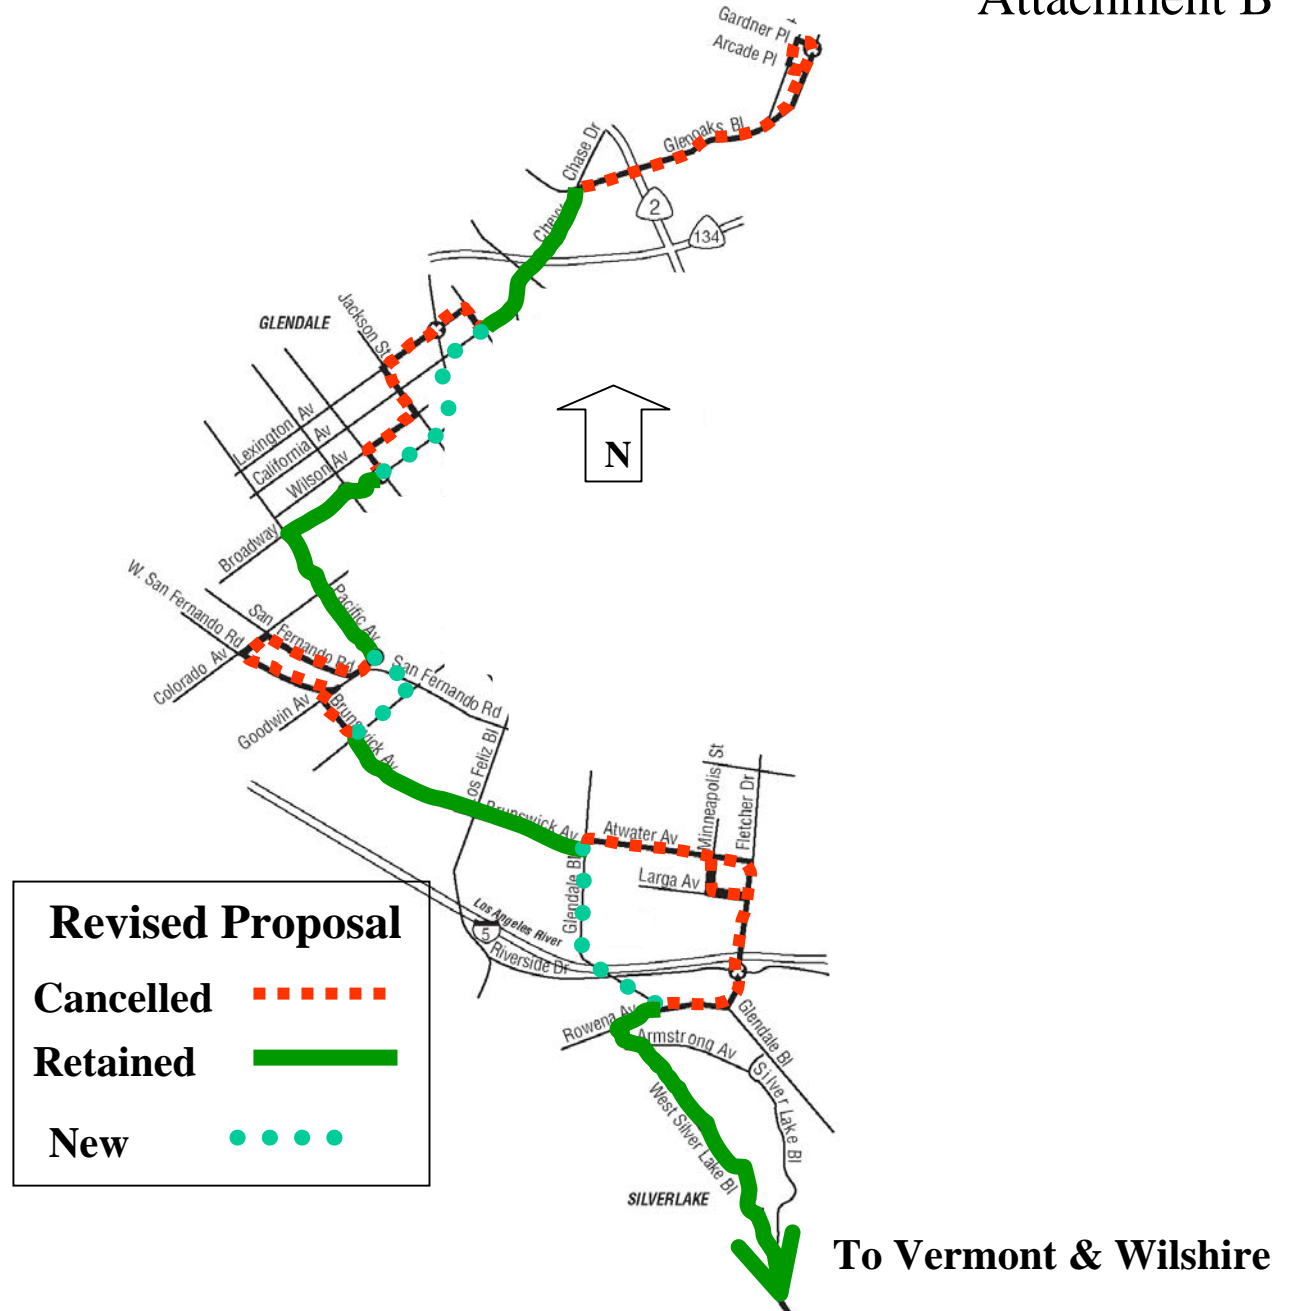 Attachment B
Gardner Pl
Arcade Pl
Glenoaks Bl
Chase Dr
Chevy
2
134
Jackson St
GLENDALE
Lexington Av
California Av
Wilson Av
N
Broadway
W. San Fernando Rd
San Fernando Rd
Pacific Av
Colorado Av
San Fernando Rd
Goodwin Av
Brunswick Av
Los Feliz Bl
Brunswick Av
Atwater Av
Minneapolis St
Fletcher Dr
Larga Av
Glendale Bl
Los Angeles River
5
Riverside Dr
Rowena Av
Armstrong Av
Glendale Bl
Silver Lake Bl
West Silver Lake Bl
SILVERLAKE
Revised Proposal
Cancelled
Retained
New
To Vermont & Wilshire